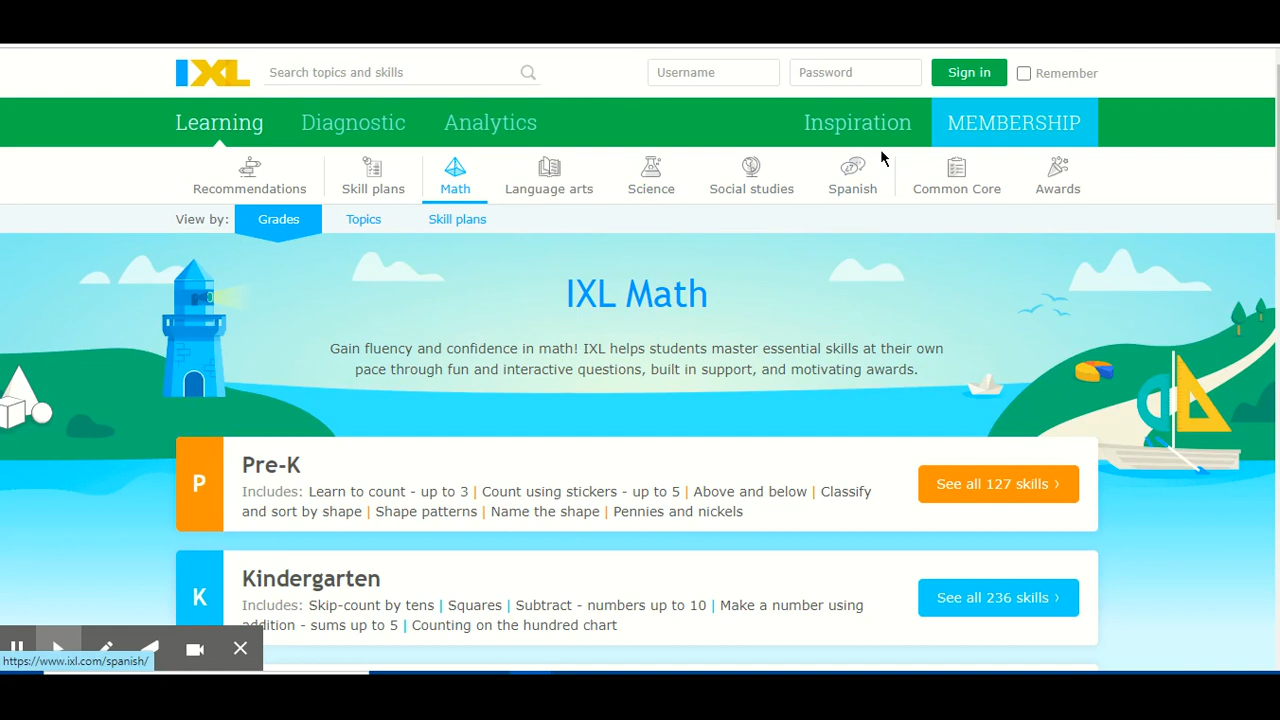 IXL Search topics and skills Username Password Sign in Remember
Learning Diagnostic Analytics Inspiration MEMBERSHIP
Recommendations Skill plans Math Language arts Science Social studies Spanish Common Core Awards
View by: Grades Topics Skill plans
IXL Math
Gain fluency and confidence in math! IXL helps students master essential skills at their own
pace through fun and interactive questions, built in support, and motivating awards.
P Pre-K
Includes: Learn to count - up to 3 | Count using stickers - up to 5 | Above and below | Classify
and sort by shape | Shape patterns | Name the shape | Pennies and nickels
See all 127 skills ›
K Kindergarten
Includes: Skip-count by tens | Squares | Subtract - numbers up to 10 | Make a number using
addition - sums up to 5 | Counting on the hundred chart
See all 236 skills ›
https://www.ixl.com/spanish/